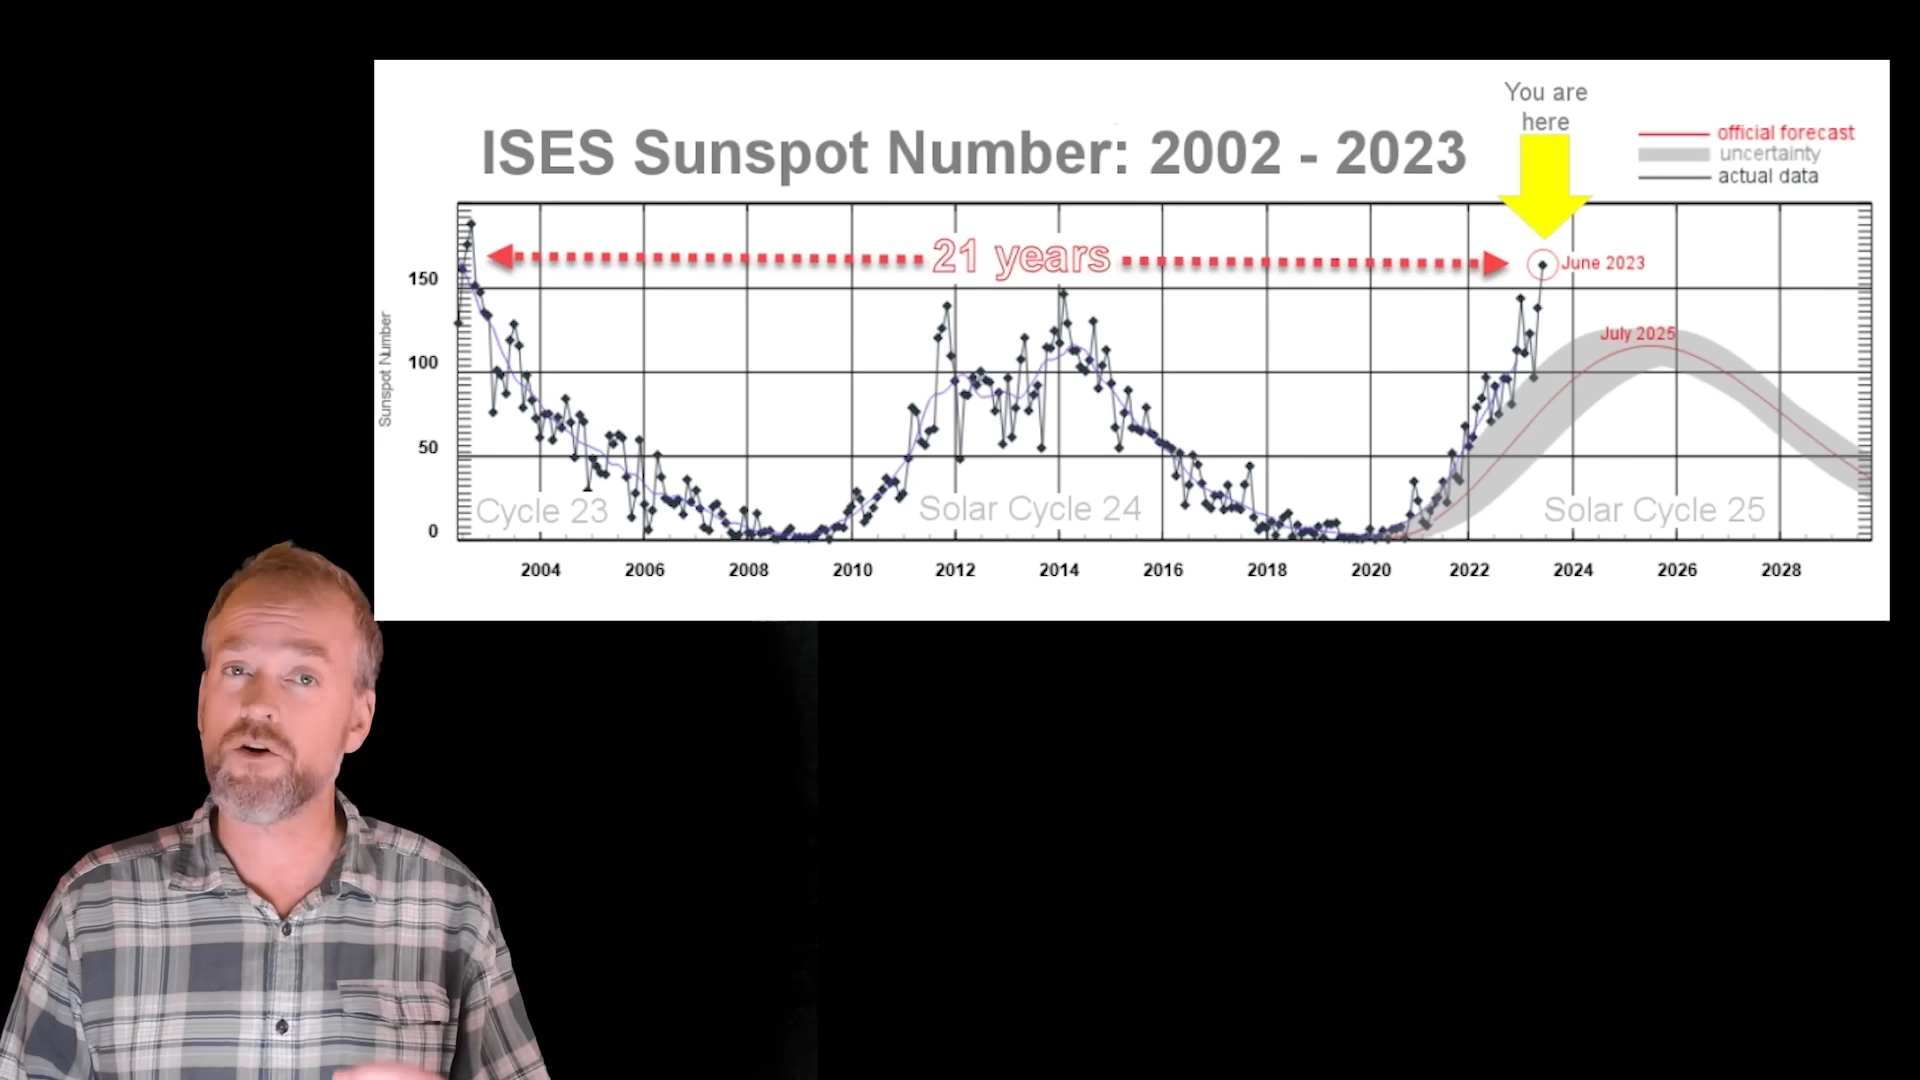 You are
here
ISES Sunspot Number: 2002 - 2023
official forecast
uncertainty
actual data
21 years
June 2023
July 2025
Sunspot Number
150
100
50
0
Cycle 23
Solar Cycle 24
Solar Cycle 25
2004 2006 2008 2010 2012 2014 2016 2018 2020 2022 2024 2026 2028